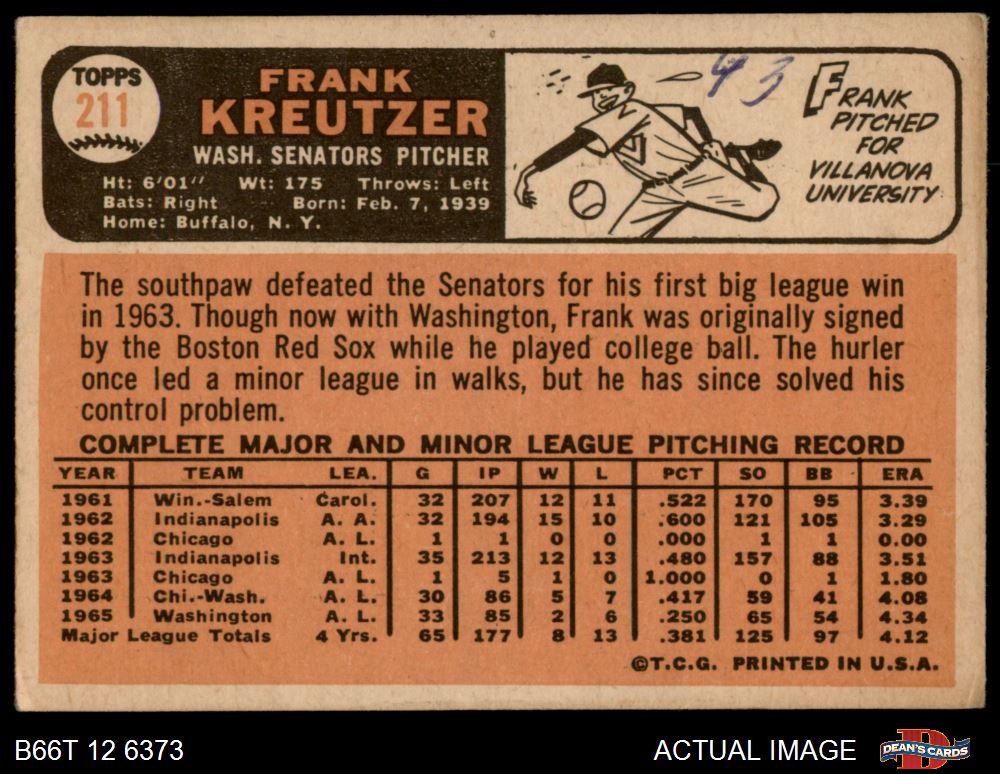 TOPPS
211
FRANK
KREUTZER
WASH. SENATORS PITCHER
Ht: 6'01" Wt: 175 Throws: Left
Bats: Right Born: Feb. 7, 1939
Home: Buffalo, N. Y.
43
FRANK
PITCHED
FOR
VILLANOVA
UNIVERSITY
The southpaw defeated the Senators for his first big league win
in 1963. Though now with Washington, Frank was originally signed
by the Boston Red Sox while he played college ball. The hurler
once led a minor league in walks, but he has since solved his
control problem.
COMPLETE MAJOR AND MINOR LEAGUE PITCHING RECORD
YEAR TEAM LEA. G IP W L PCT SO BB ERA
1961 Win.-Salem Carol. 32 207 12 11 .522 170 95 3.39
1962 Indianapolis A. A. 32 194 15 10 .600 121 105 3.29
1962 Chicago A. L. 1 1 0 0 .000 1 1 0.00
1963 Indianapolis Int. 35 213 12 13 .480 157 88 3.51
1963 Chicago A. L. 1 5 1 0 1.000 0 1 1.80
1964 Chi.-Wash. A. L. 30 86 5 7 .417 59 41 4.08
1965 Washington A. L. 33 85 2 6 .250 65 54 4.34
Major League Totals 4 Yrs. 65 177 8 13 .381 125 97 4.12
©T.C.G. PRINTED IN U.S.A.
B66T 12 6373
ACTUAL IMAGE
DEAN'S CARDS